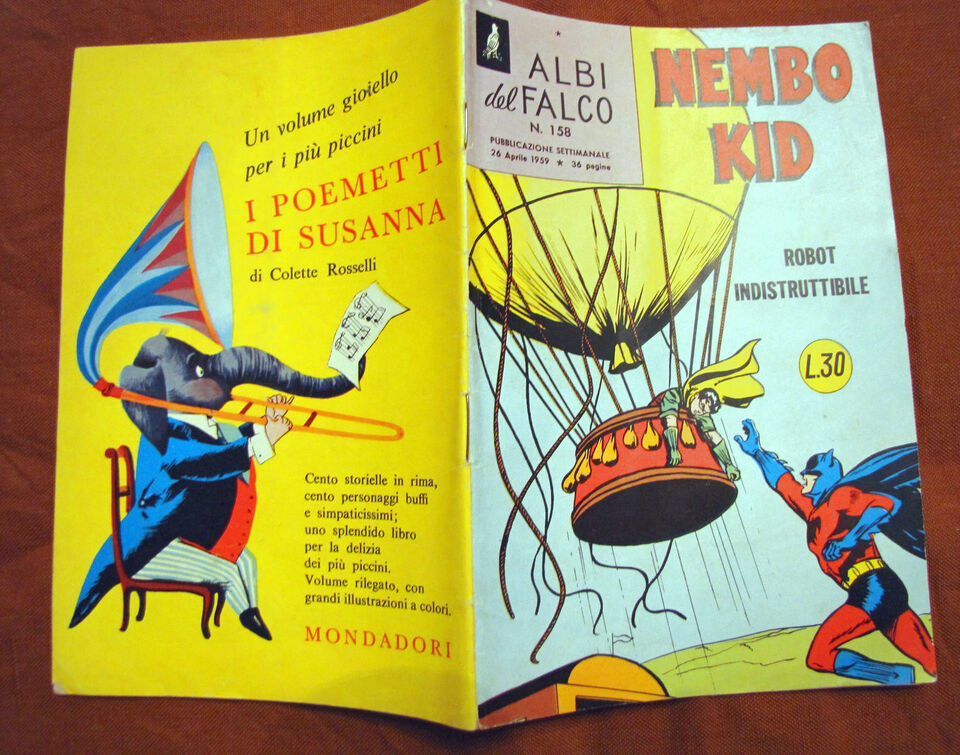 Un volume gioiello
per i più piccini
I POEMETTI
DI SUSANNA
di Colette Rosselli
Cento storielle in rima,
cento personaggi buffi
e simpaticissimi;
uno splendido libro
per la delizia
dei più piccini.
Volume rilegato, con
grandi illustrazioni a colori.
MONDADORI
ALBI
del FALCO
N. 158
PUBBLICAZIONE SETTIMANALE
26 Aprile 1959 ★ 36 pagine
NEMBO
KID
ROBOT
INDISTRUTTIBILE
L.30